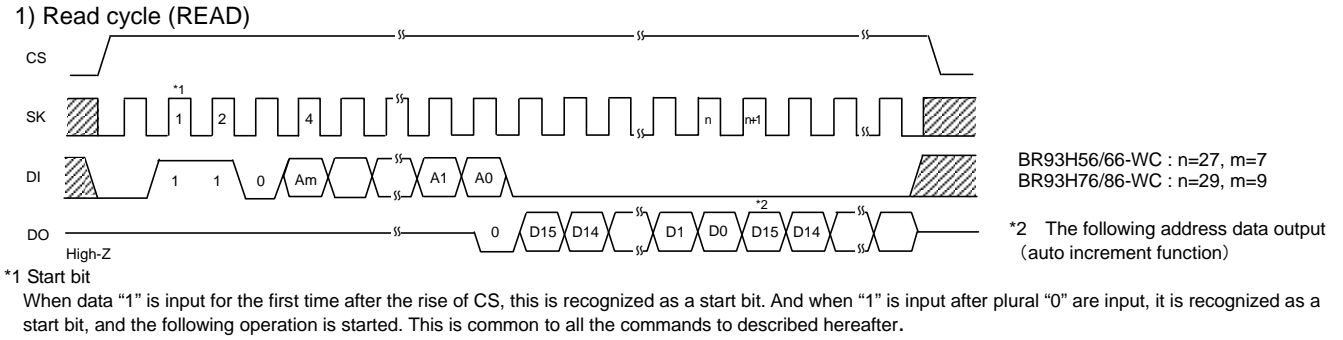 1) Read cycle (READ)
CS
*1
SK 1 2 4 n n+1
DI 1 1 0 Am A1 A0
BR93H56/66-WC : n=27, m=7
BR93H76/86-WC : n=29, m=9
*2
DO 0 D15 D14 D1 D0 D15 D14
High-Z
*2 The following address data output
(auto increment function)
*1 Start bit
When data “1” is input for the first time after the rise of CS, this is recognized as a start bit. And when “1” is input after plural “0” are input, it is recognized as a
start bit, and the following operation is started. This is common to all the commands to described hereafter.